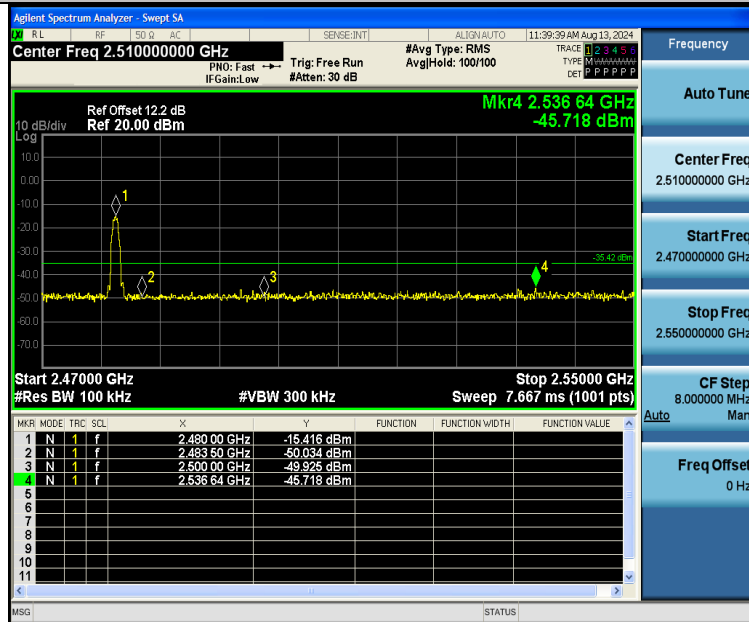 Agilent Spectrum Analyzer - Swept SA
LXI RL RF 50 Ω AC SENSE:INT ALIGN AUTO 11:39:39 AM Aug 13, 2024
Center Freq 2.510000000 GHz
PNO: Fast
IFGain:Low
Trig: Free Run
#Atten: 30 dB
#Avg Type: RMS
Avg|Hold: 100/100
TRACE 1 2 3 4 5 6
TYPE M
DET P P P P P P
Frequency
Auto Tune
Center Freq
2.510000000 GHz
Start Freq
2.470000000 GHz
Stop Freq
2.550000000 GHz
CF Step
8.000000 MHz
Auto Man
Freq Offset
0 Hz
Mkr4 2.536 64 GHz
-45.718 dBm
Ref Offset 12.2 dB
10 dB/div Ref 20.00 dBm
Log
10.0
0.00
-10.0
-20.0
-30.0
-40.0
-50.0
-60.0
-70.0
1
2
3
4
-35.42 dBm
Start 2.47000 GHz Stop 2.55000 GHz
#Res BW 100 kHz #VBW 300 kHz Sweep 7.667 ms (1001 pts)
MKR MODE TRC SCL X Y FUNCTION FUNCTION WIDTH FUNCTION VALUE
1 N 1 f 2.480 00 GHz -15.416 dBm
2 N 1 f 2.483 50 GHz -50.034 dBm
3 N 1 f 2.500 00 GHz -49.925 dBm
4 N 1 f 2.536 64 GHz -45.718 dBm
5
6
7
8
9
10
11
MSG STATUS